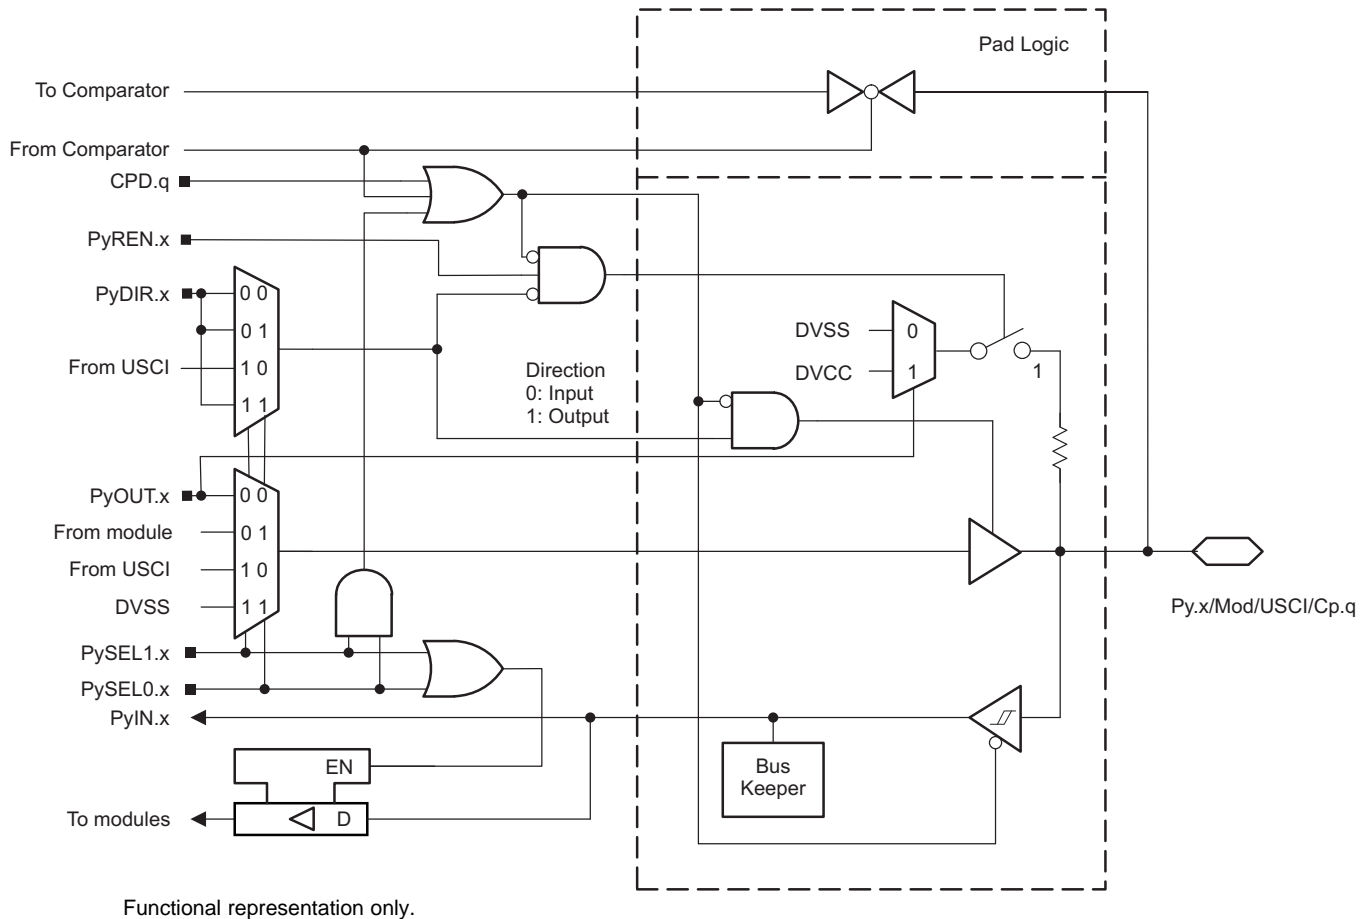 Pad Logic
To Comparator
From Comparator
CPD.q
PyREN.x
PyDIR.x
0 0
0 1
From USCI
1 0
1 1
Direction
0: Input
1: Output
DVSS
0
DVCC
1
1
PyOUT.x
0 0
From module
0 1
From USCI
1 0
DVSS
1 1
Py.x/Mod/USCI/Cp.q
PySEL1.x
PySEL0.x
PyIN.x
EN
Bus
Keeper
To modules
D
Functional representation only.